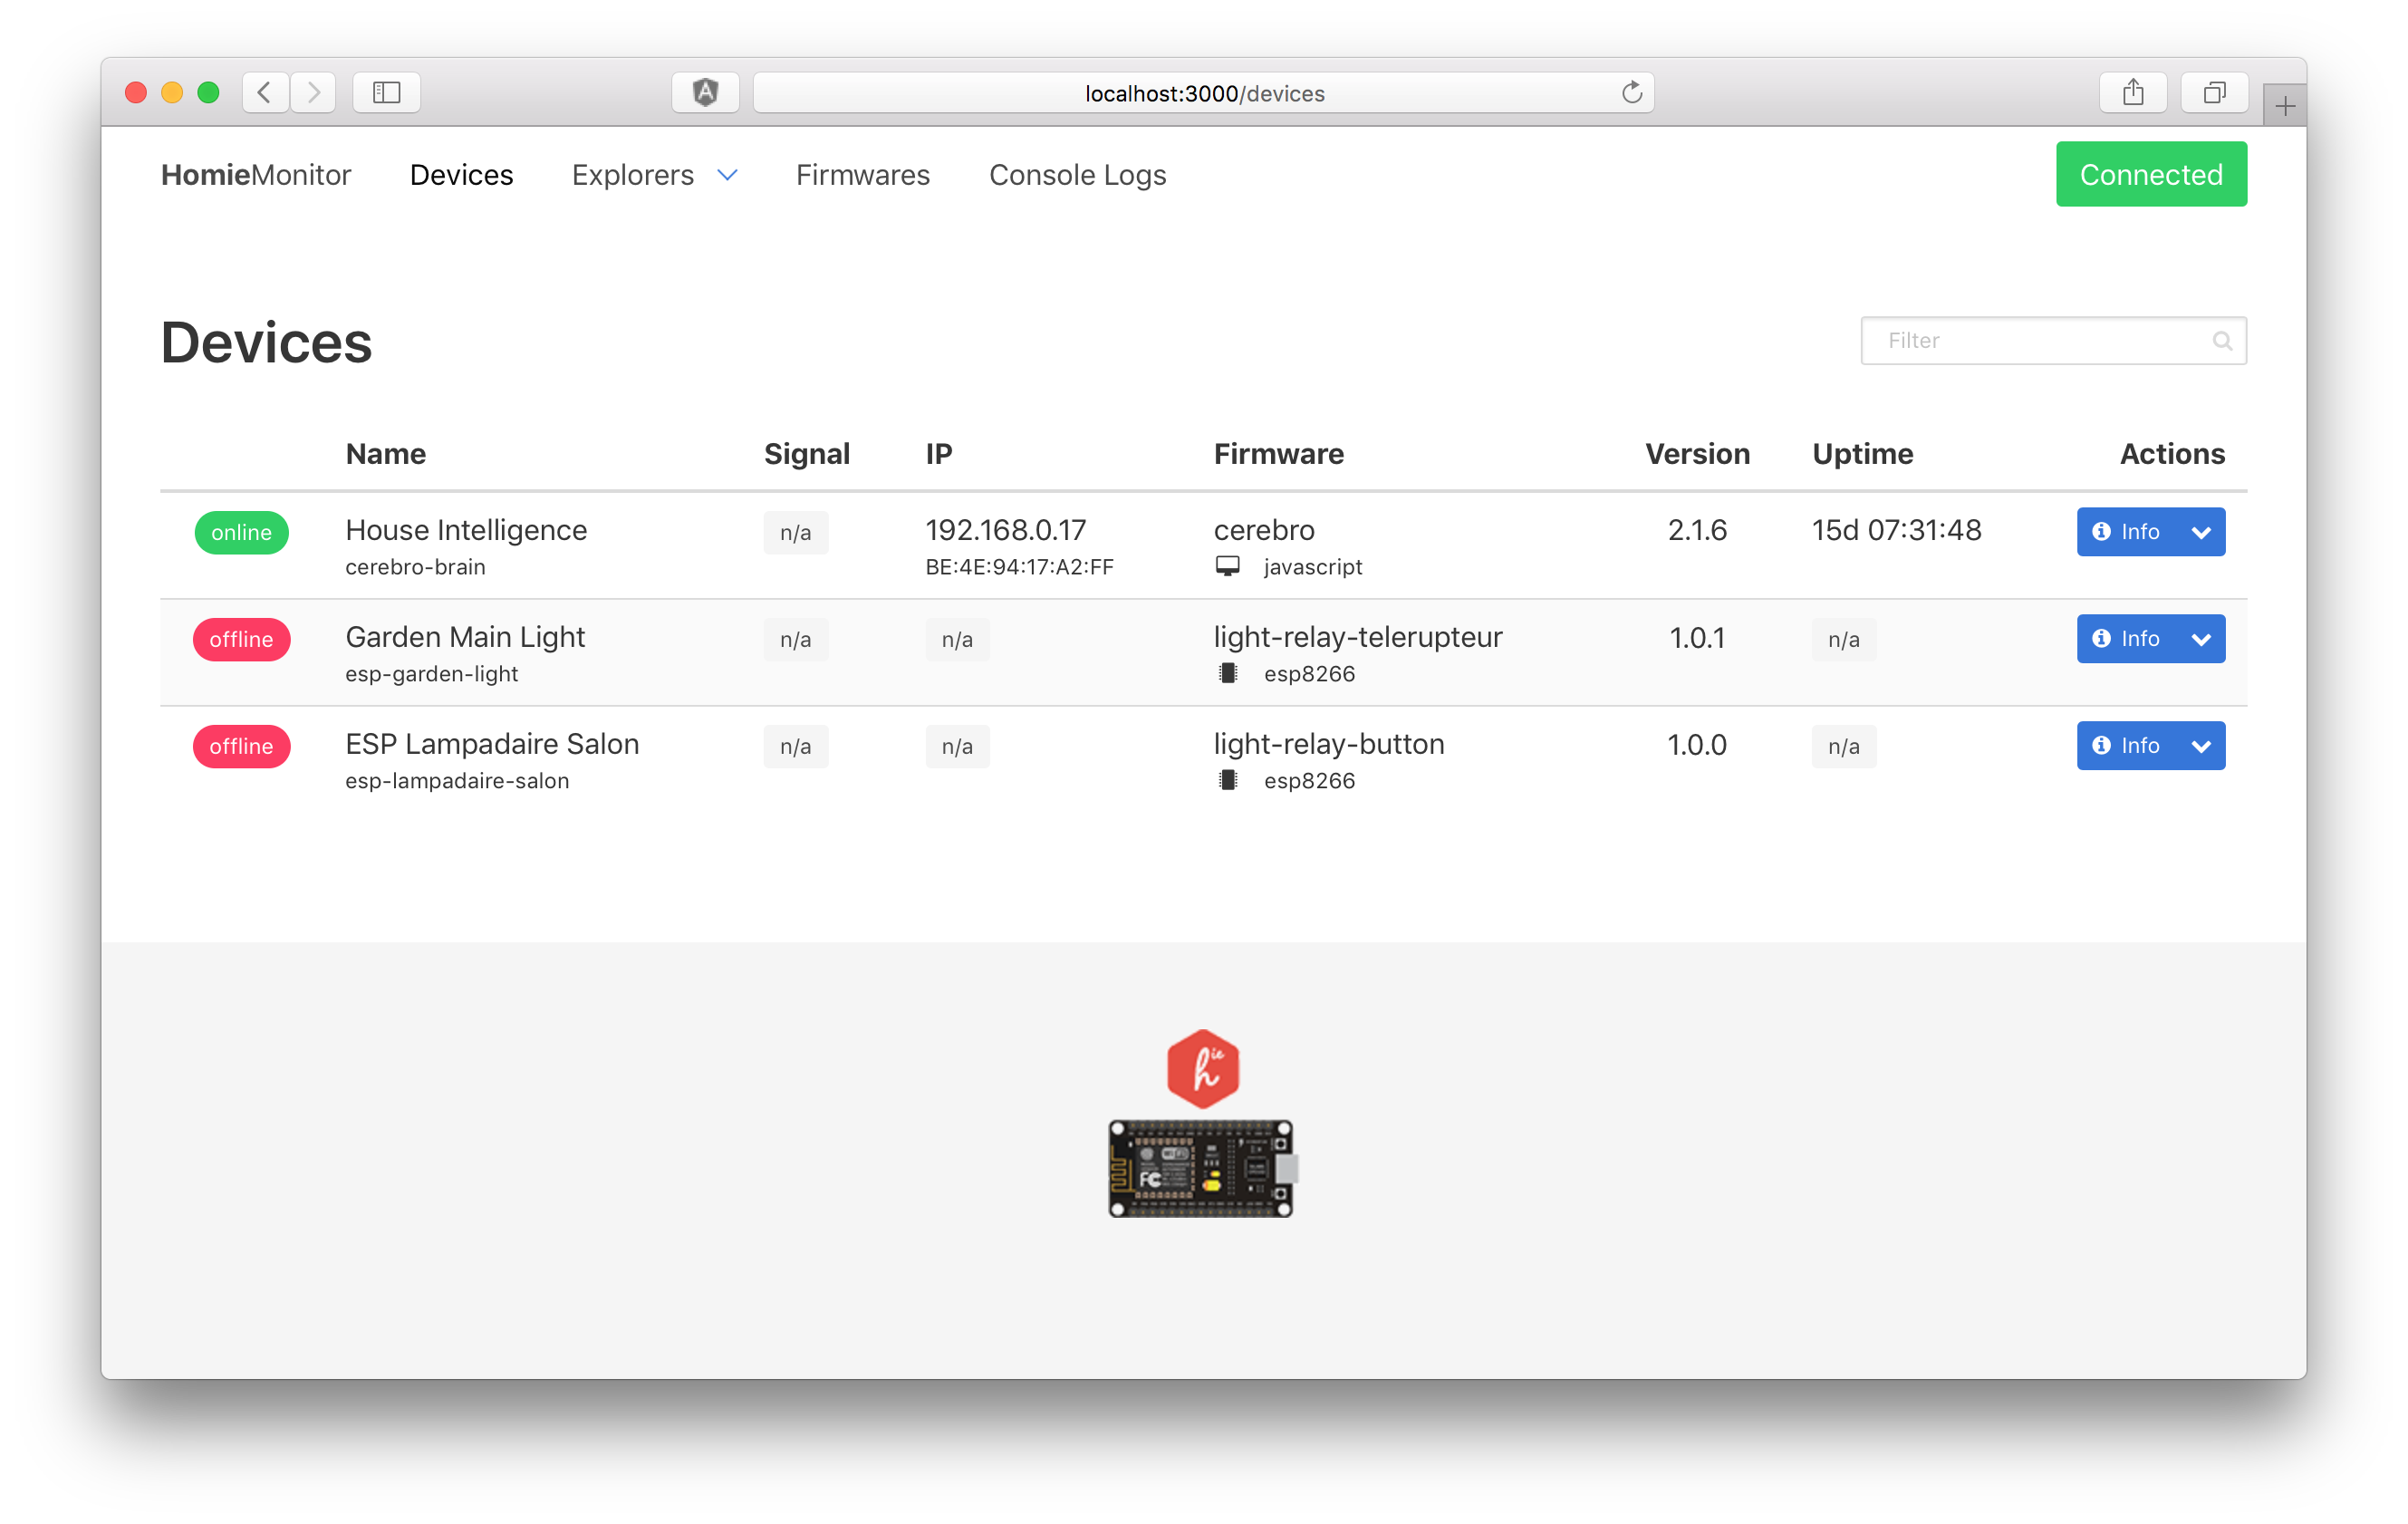 localhost:3000/devices
HomieMonitor Devices Explorers Firmwares Console Logs Connected
Devices
Filter
Name Signal IP Firmware Version Uptime Actions
online House Intelligence n/a 192.168.0.17 cerebro 2.1.6 15d 07:31:48 Info
cerebro-brain BE:4E:94:17:A2:FF javascript
offline Garden Main Light n/a n/a light-relay-telerupteur 1.0.1 n/a Info
esp-garden-light esp8266
offline ESP Lampadaire Salon n/a n/a light-relay-button 1.0.0 n/a Info
esp-lampadaire-salon esp8266
hie
WiFi
FC